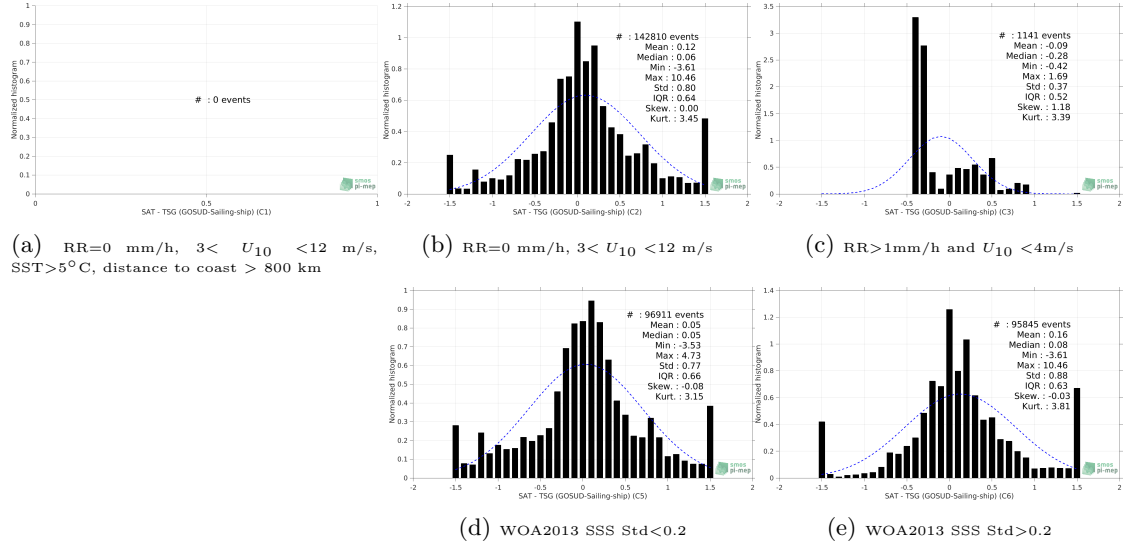 1
0.9
0.8
0.7
0.6
0.5
0.4
0.3
0.2
0.1
0
Normalized histogram
# : 0 events
0 0.5 1
SAT - TSG (GOSUD-Sailing-ship) (C1)
smos
pi-mep
(a) RR=0 mm/h, 3< U10 <12 m/s,
SST>5°C, distance to coast > 800 km
1.2
1
0.8
0.6
0.4
0.2
0
Normalized histogram
# : 142810 events
Mean : 0.12
Median : 0.06
Min : -3.61
Max : 10.46
Std : 0.80
IQR : 0.64
Skew. : 0.00
Kurt. : 3.45
-2 -1.5 -1 -0.5 0 0.5 1 1.5 2
SAT - TSG (GOSUD-Sailing-ship) (C2)
smos
pi-mep
(b) RR=0 mm/h, 3< U10 <12 m/s
3.5
3
2.5
2
1.5
1
0.5
0
Normalized histogram
# : 1141 events
Mean : -0.09
Median : -0.28
Min : -0.42
Max : 1.69
Std : 0.37
IQR : 0.52
Skew. : 1.18
Kurt. : 3.39
-2 -1.5 -1 -0.5 0 0.5 1 1.5 2
SAT - TSG (GOSUD-Sailing-ship) (C3)
smos
pi-mep
(c) RR>1mm/h and U10 <4m/s
1
0.9
0.8
0.7
0.6
0.5
0.4
0.3
0.2
0.1
0
Normalized histogram
# : 96911 events
Mean : 0.05
Median : 0.05
Min : -3.53
Max : 4.73
Std : 0.77
IQR : 0.66
Skew. : -0.08
Kurt. : 3.15
-2 -1.5 -1 -0.5 0 0.5 1 1.5 2
SAT - TSG (GOSUD-Sailing-ship) (C5)
smos
pi-mep
(d) WOA2013 SSS Std<0.2
1.4
1.2
1
0.8
0.6
0.4
0.2
0
Normalized histogram
# : 95845 events
Mean : 0.16
Median : 0.08
Min : -3.61
Max : 10.46
Std : 0.88
IQR : 0.63
Skew. : -0.03
Kurt. : 3.81
-2 -1.5 -1 -0.5 0 0.5 1 1.5 2
SAT - TSG (GOSUD-Sailing-ship) (C6)
smos
pi-mep
(e) WOA2013 SSS Std>0.2